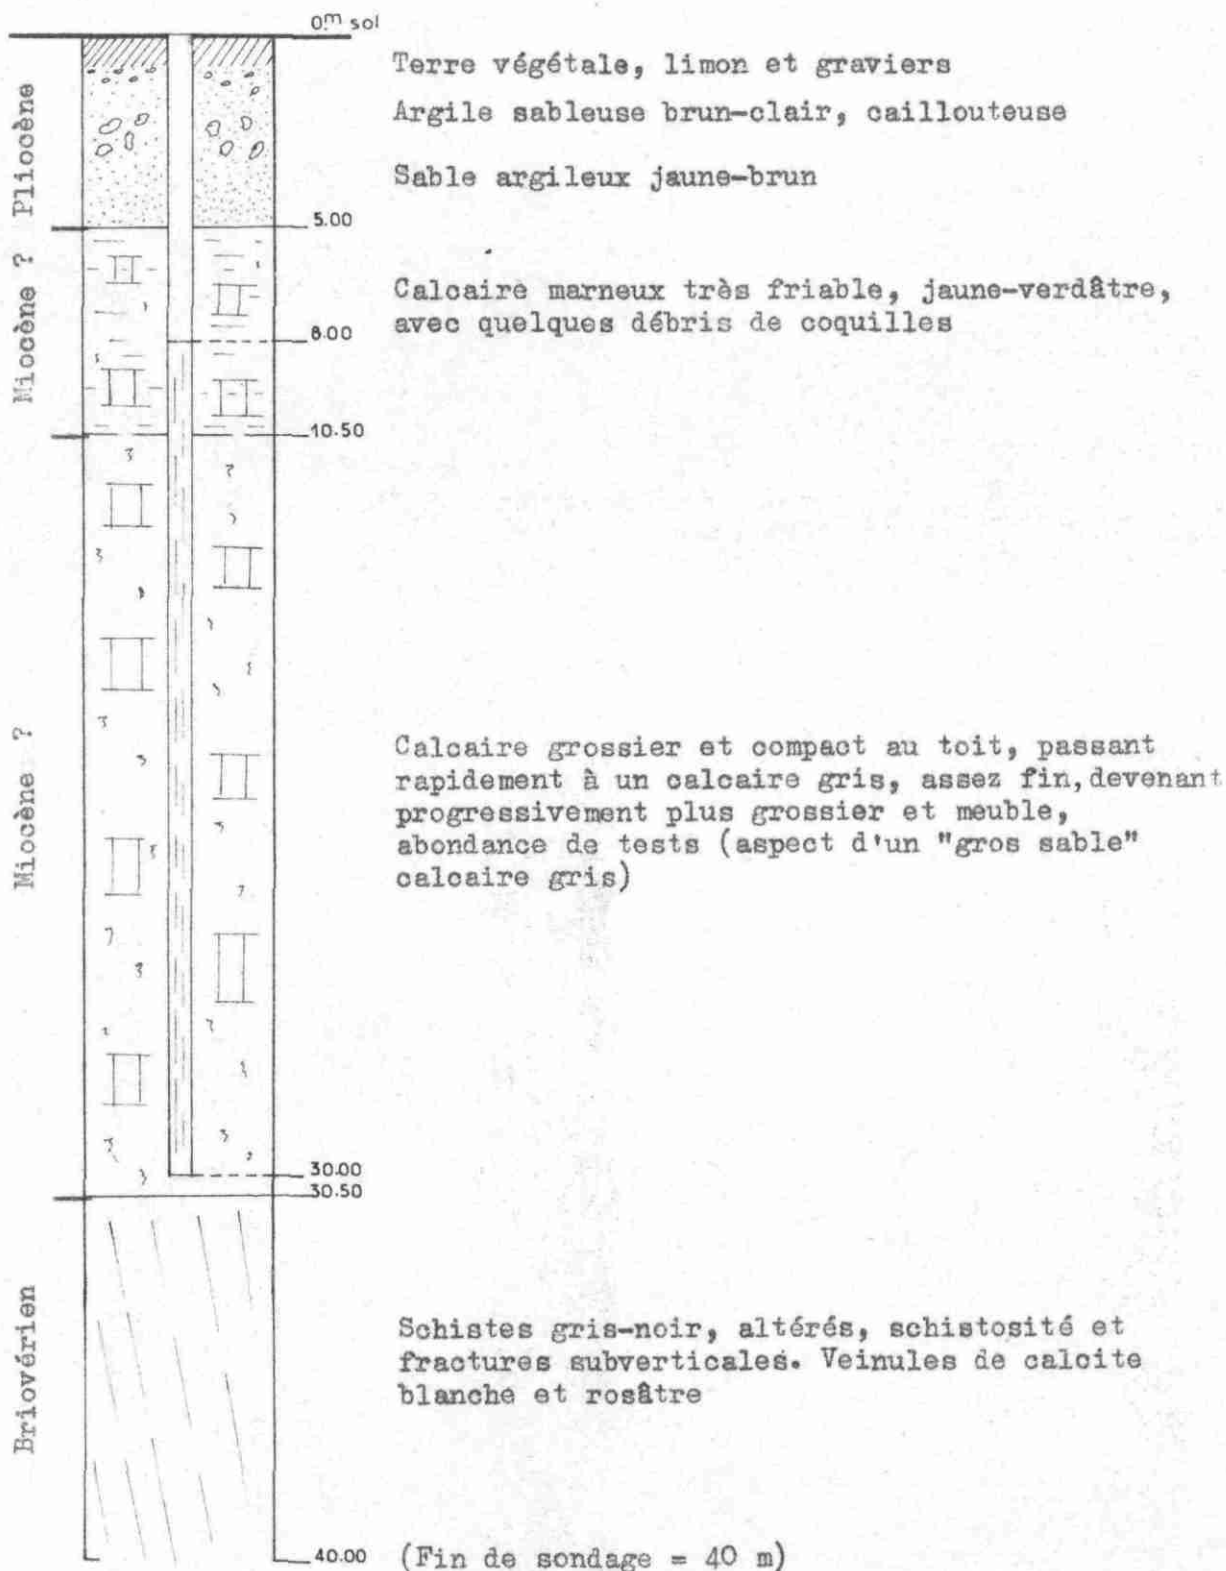 0m sol
Pliocène
Terre végétale, limon et graviers
Argile sableuse brun-clair, caillouteuse
Sable argileux jaune-brun
5.00
Miocène ?
Calcaire marneux très friable, jaune-verdâtre,
avec quelques débris de coquilles
8.00
10.50
Miocène ?
Calcaire grossier et compact au toit, passant
rapidement à un calcaire gris, assez fin, devenant
progressivement plus grossier et meuble,
abondance de tests (aspect d'un "gros sable"
calcaire gris)
30.00
30.50
Briovérien
Schistes gris-noir, altérés, schistosité et
fractures subverticales. Veinules de calcite
blanche et rosâtre
40.00
(Fin de sondage = 40 m)